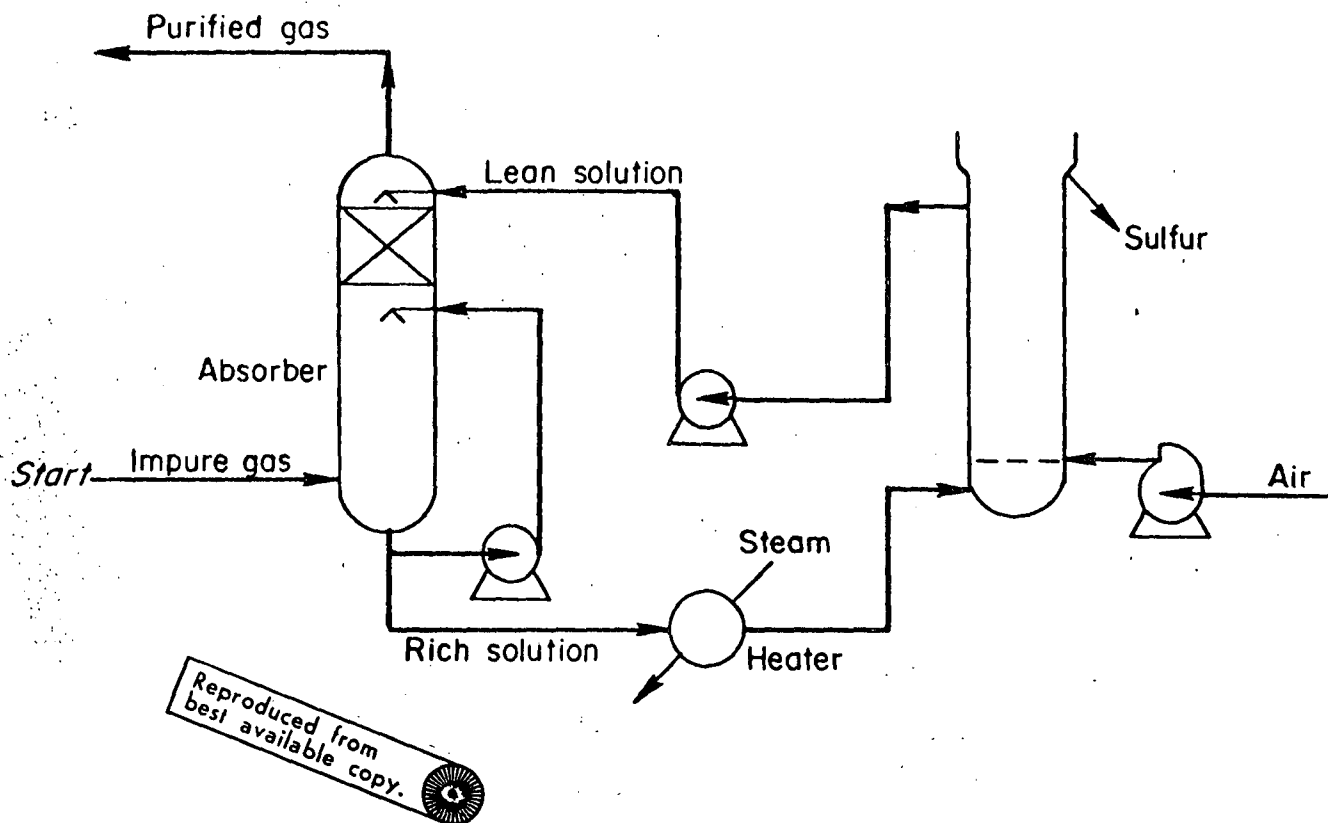 Purified gas
Lean solution
Sulfur
Absorber
Start
Impure gas
Air
Steam
Rich solution
Heater
Reproduced from
best available copy.